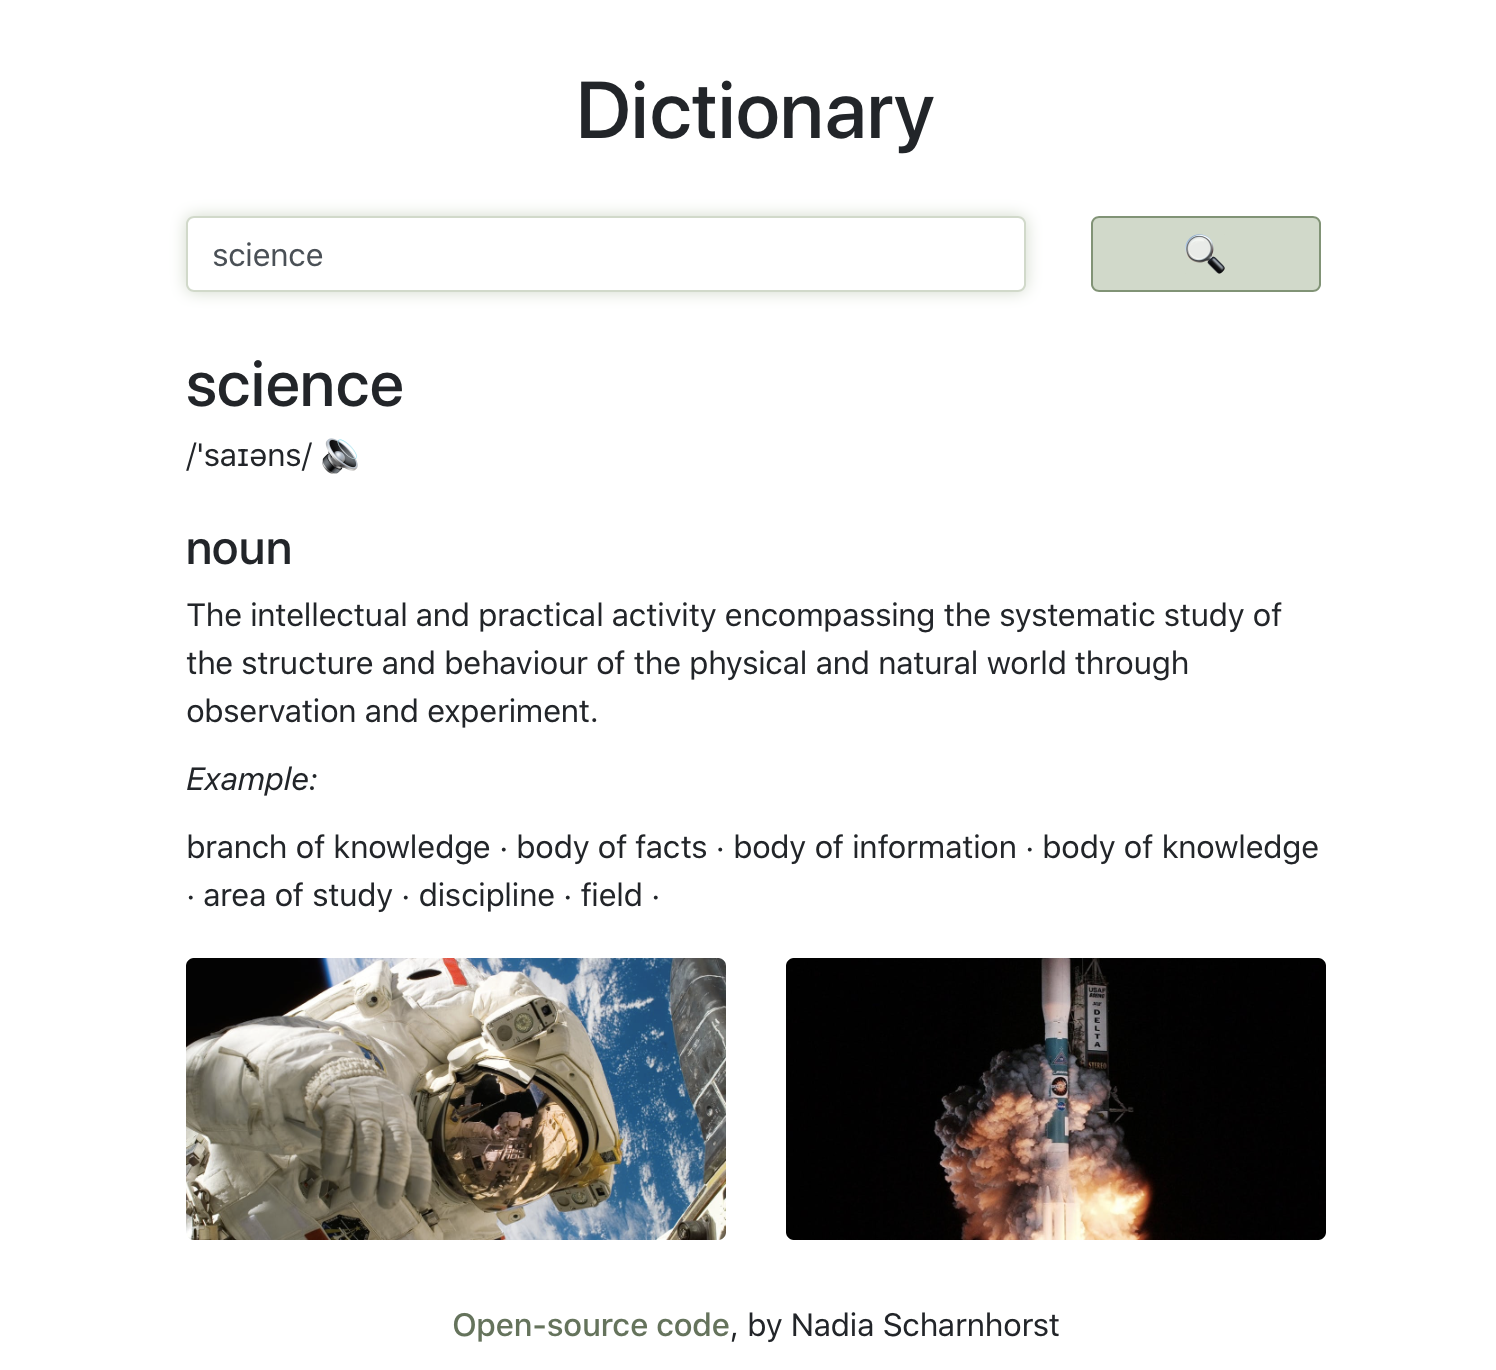 Dictionary
science
science
/ˈsaɪəns/
noun
The intellectual and practical activity encompassing the systematic study of
the structure and behaviour of the physical and natural world through
observation and experiment.
Example:
branch of knowledge · body of facts · body of information · body of knowledge
· area of study · discipline · field ·
USAF
BOEING
DELTA
Open-source code, by Nadia Scharnhorst